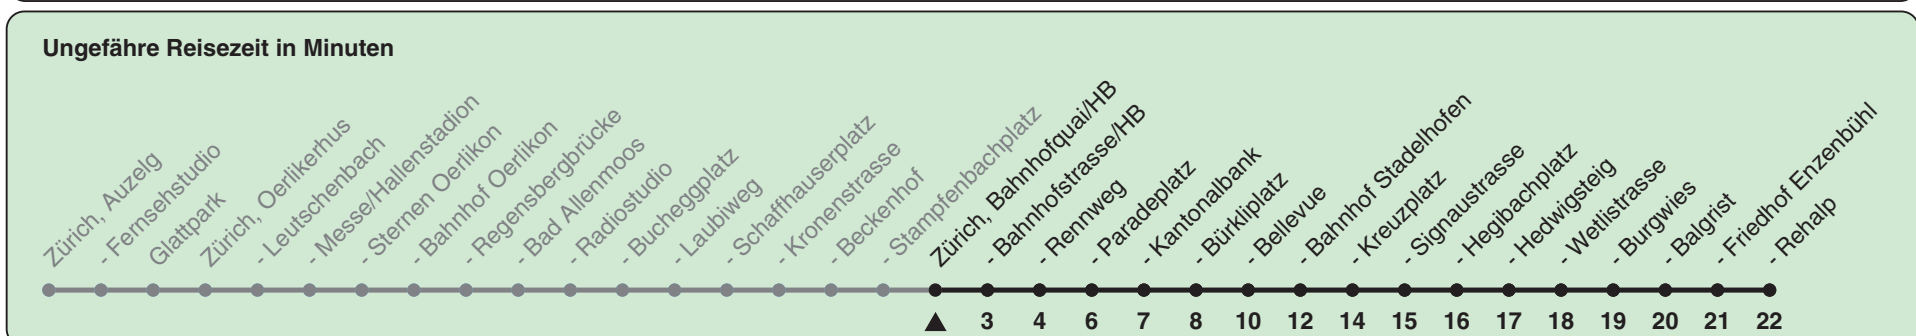 Ungefähre Reisezeit in Minuten
Zürich, Auzelg
- Fernsehstudio
Glattpark
Zürich, Oerlikerhus
- Leutschenbach
- Messe/Hallenstadion
- Sternen Oerlikon
- Bahnhof Oerlikon
- Regensbergbrücke
- Bad Allenmoos
- Radiostudio
- Bucheggplatz
- Laubiweg
- Schaffhauserplatz
- Kronenstrasse
- Beckenhof
- Stampfenbachplatz
Zürich, Bahnhofquai/HB
- Bahnhofstrasse/HB
- Rennweg
- Paradeplatz
- Kantonalbank
- Bürkliplatz
- Bellevue
- Bahnhof Stadelhofen
- Kreuzplatz
- Signaustrasse
- Hegibachplatz
- Hedwigsteig
- Wetlistrasse
- Burgwies
- Balgrist
- Friedhof Enzenbühl
- Rehalp
3 4 6 7 8 10 12 14 15 16 17 18 19 20 21 22